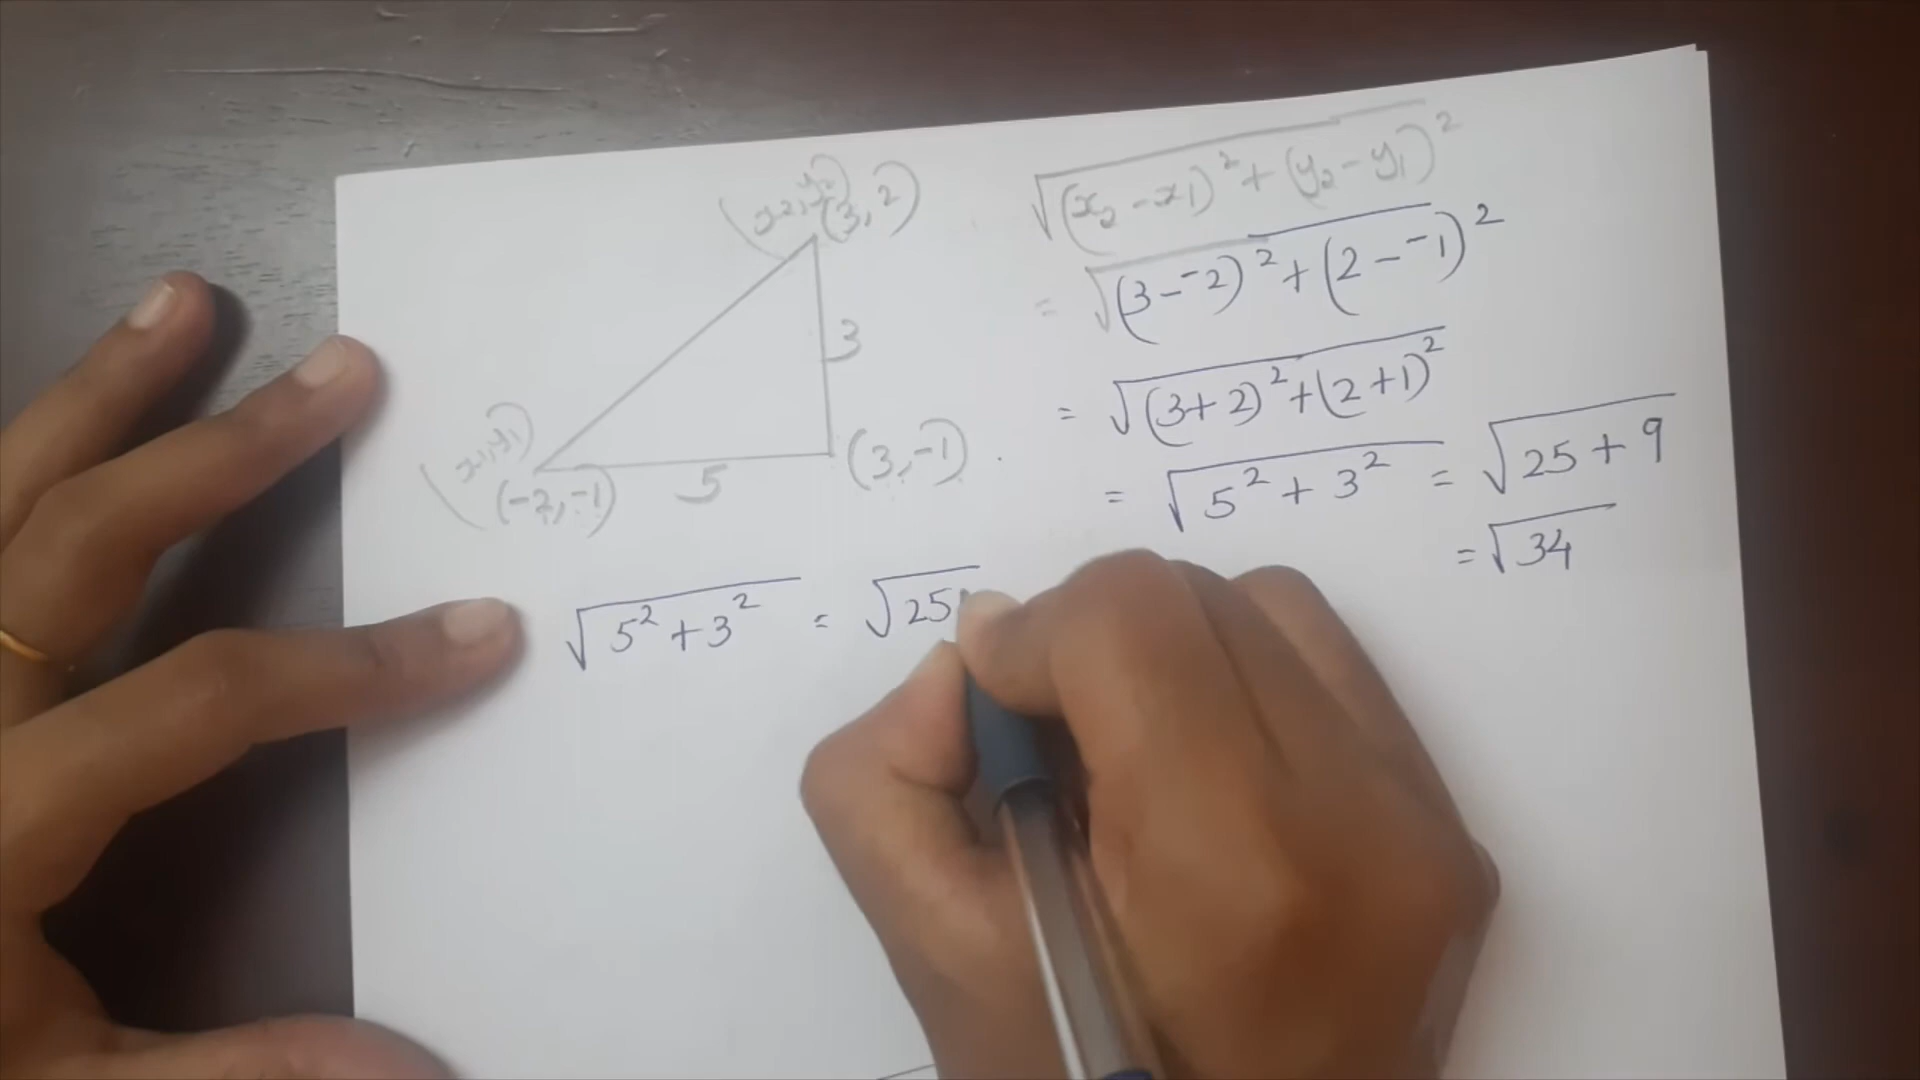 (x2, y2)
(3, 2)
3
(x1, y1)
(-2, -1)
5
(3, -1)
√(x₂ - x1)² + (y₂ - y1)²
= √(3 - ⁻2)² + (2 - ⁻1)²
= √(3+2)² + (2+1)²
= √5² + 3² = √25 + 9
= √34
√5² + 3² = √25